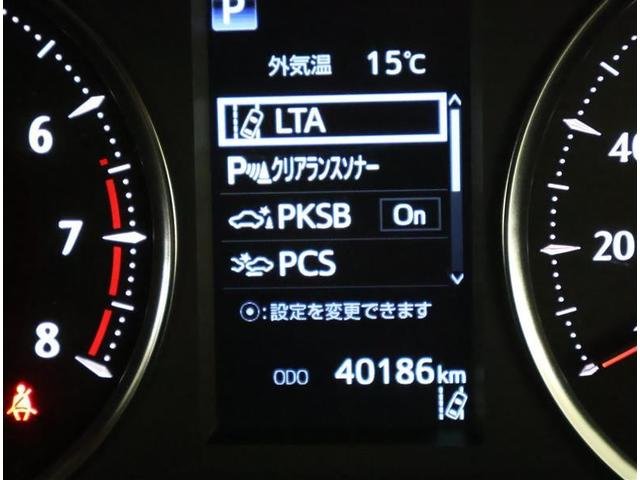 P
外気温 15℃
LTA
P クリアランスソナー
PKSB On
PCS
:設定を変更できます
ODO 40186km
6
7
8
40
20